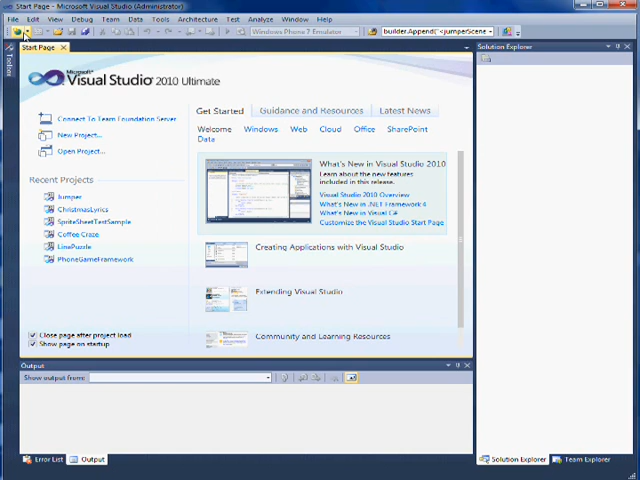 Start Page - Microsoft Visual Studio (Administrator)
File Edit View Debug Team Data Tools Architecture Test Analyze Window Help
Windows Phone 7 Emulator
builder.Append("<jumperScene
Toolbox
Start Page
Solution Explorer
Microsoft
Visual Studio 2010 Ultimate
Connect To Team Foundation Server
New Project...
Open Project...
Recent Projects
Jumper
ChristmasLyrics
SpriteSheetTestSample
Coffee Craze
LinePuzzle
PhoneGameFramework
Close page after project load
Show page on startup
Get Started
Guidance and Resources
Latest News
Welcome Windows Web Cloud Office SharePoint
Data
What's New in Visual Studio 2010
Learn about the new features
included in this release.
Visual Studio 2010 Overview
What's New in .NET Framework 4
What's New in Visual C#
Customize the Visual Studio Start Page
Creating Applications with Visual Studio
Extending Visual Studio
Community and Learning Resources
Output
Show output from:
Error List
Output
Solution Explorer
Team Explorer